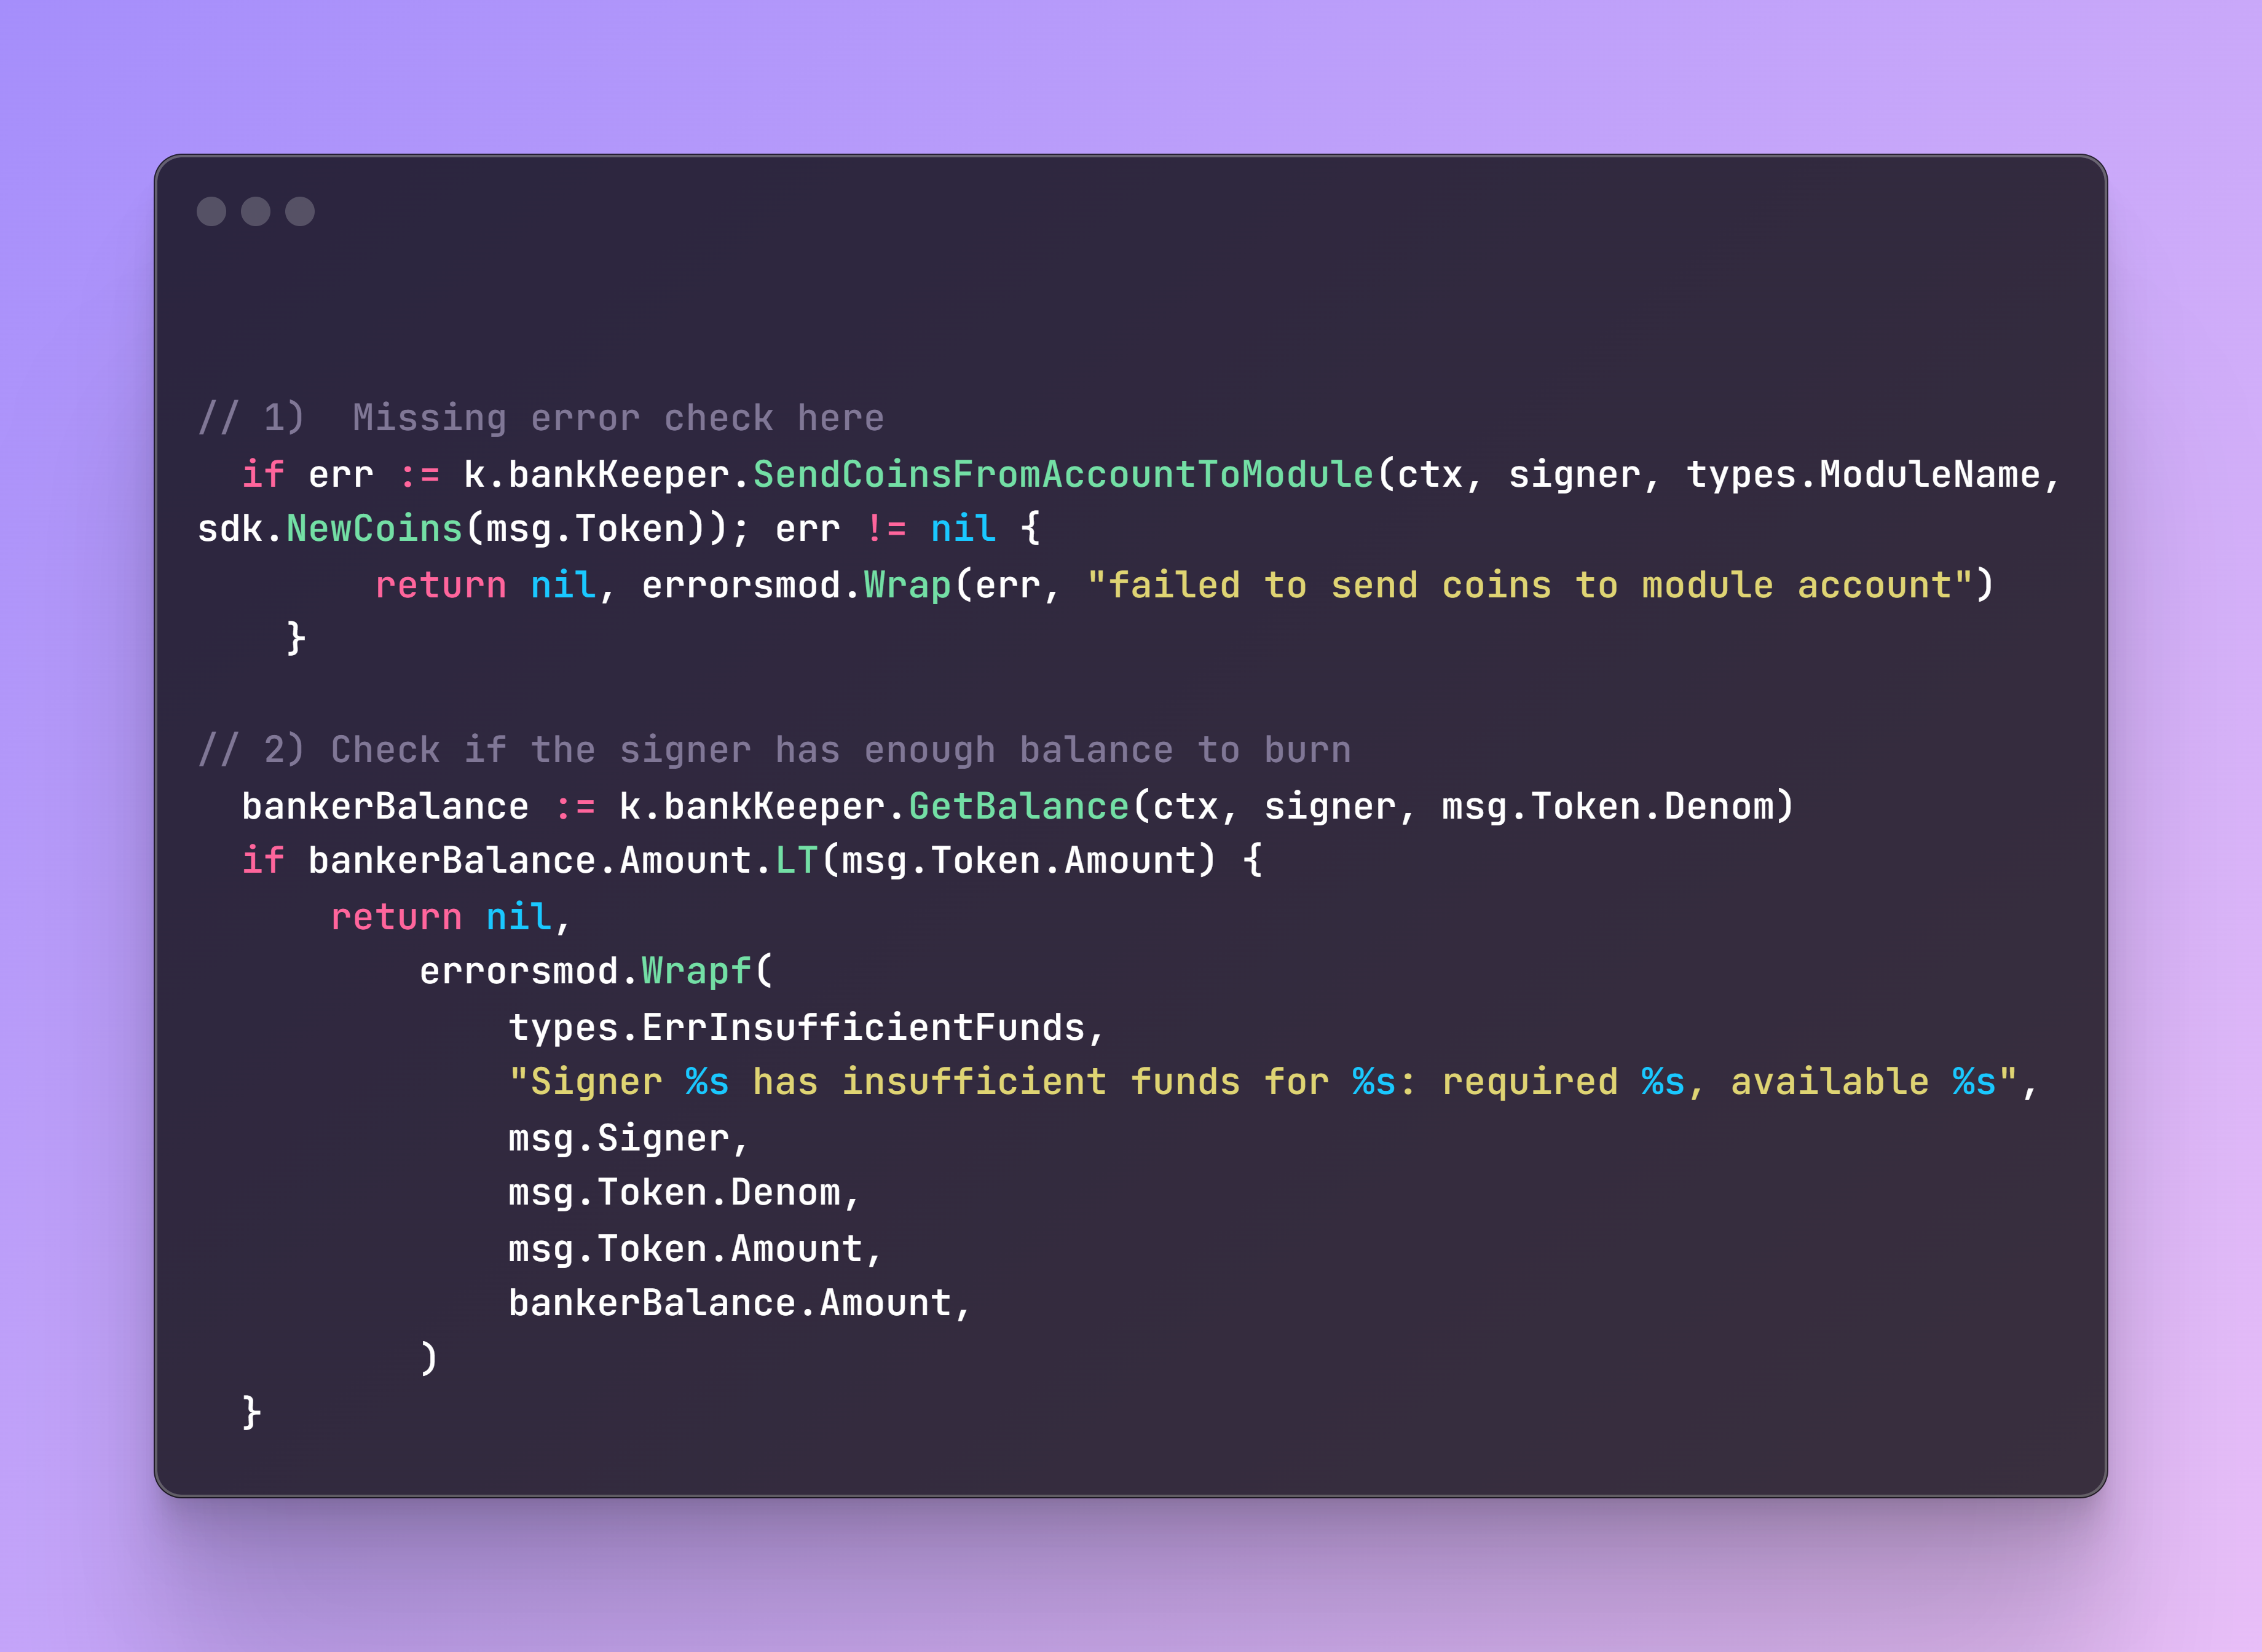 // 1)  Missing error check here
  if err := k.bankKeeper.SendCoinsFromAccountToModule(ctx, signer, types.ModuleName,
sdk.NewCoins(msg.Token)); err != nil {
        return nil, errorsmod.Wrap(err, "failed to send coins to module account")
    }
// 2) Check if the signer has enough balance to burn
  bankerBalance := k.bankKeeper.GetBalance(ctx, signer, msg.Token.Denom)
  if bankerBalance.Amount.LT(msg.Token.Amount) {
      return nil,
          errorsmod.Wrapf(
              types.ErrInsufficientFunds,
              "Signer %s has insufficient funds for %s: required %s, available %s",
              msg.Signer,
              msg.Token.Denom,
              msg.Token.Amount,
              bankerBalance.Amount,
          )
  }